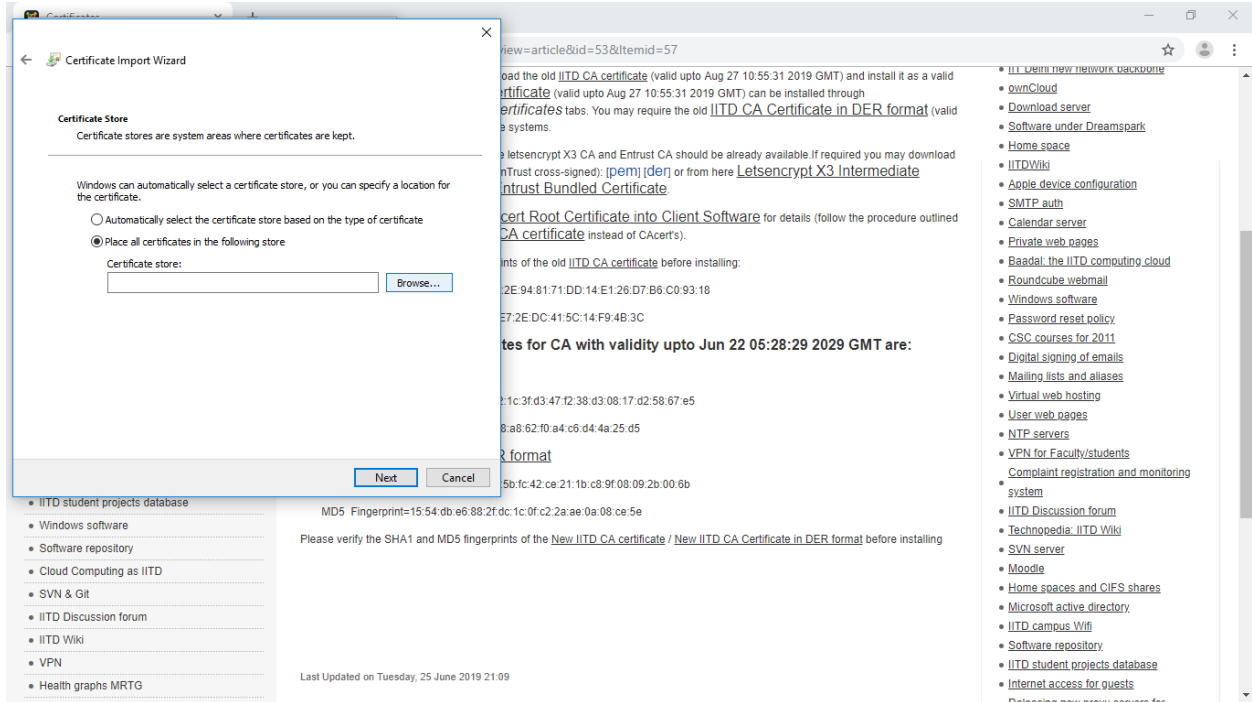 Certificates
Certificate Import Wizard
Certificate Store
Certificate stores are system areas where certificates are kept.
Windows can automatically select a certificate store, or you can specify a location for
the certificate.
Automatically select the certificate store based on the type of certificate
Place all certificates in the following store
Certificate store:
Browse...
Next
Cancel
view=article&id=53&Itemid=57
oad the old IITD CA certificate (valid upto Aug 27 10:55:31 2019 GMT) and install it as a valid
rtificate (valid upto Aug 27 10:55:31 2019 GMT) can be installed through
ertificates tabs. You may require the old IITD CA Certificate in DER format (valid
systems.
letsencrypt X3 CA and Entrust CA should be already available.If required you may download
nTrust cross-signed): [pem] [der] or from here Letsencrypt X3 Intermediate
ntrust Bundled Certificate.
cert Root Certificate into Client Software for details (follow the procedure outlined
CA certificate instead of CAcert's).
ints of the old IITD CA certificate before installing:
:2E:94:81:71:DD:14:E1:26:D7:B6:C0:93:18
E7:2E:DC:41:5C:14:F9:4B:3C
tes for CA with validity upto Jun 22 05:28:29 2029 GMT are:
:1c:3f:d3:47:f2:38:d3:08:17:d2:58:67:e5
:a8:62:f0:a4:c6:d4:4a:25:d5
R format
:5b:fc:42:ce:21:1b:c8:9f:08:09:2b:00:6b
MD5 Fingerprint=15:54:db:e6:88:2f:dc:1c:0f:c2:2a:ae:0a:08:ce:5e
Please verify the SHA1 and MD5 fingerprints of the New IITD CA certificate / New IITD CA Certificate in DER format before installing
Last Updated on Tuesday, 25 June 2019 21:09
IITD student projects database
Windows software
Software repository
Cloud Computing as IITD
SVN & Git
IITD Discussion forum
IITD Wiki
VPN
Health graphs MRTG
IIT Delhi new network backbone
ownCloud
Download server
Software under Dreamspark
Home space
IITDWiki
Apple device configuration
SMTP auth
Calendar server
Private web pages
Baadal: the IITD computing cloud
Roundcube webmail
Windows software
Password reset policy
CSC courses for 2011
Digital signing of emails
Mailing lists and aliases
Virtual web hosting
User web pages
NTP servers
VPN for Faculty/students
Complaint registration and monitoring
system
IITD Discussion forum
Technopedia: IITD Wiki
SVN server
Moodle
Home spaces and CIFS shares
Microsoft active directory
IITD campus Wifi
Software repository
IITD student projects database
Internet access for guests
Releasing new proxy servers for